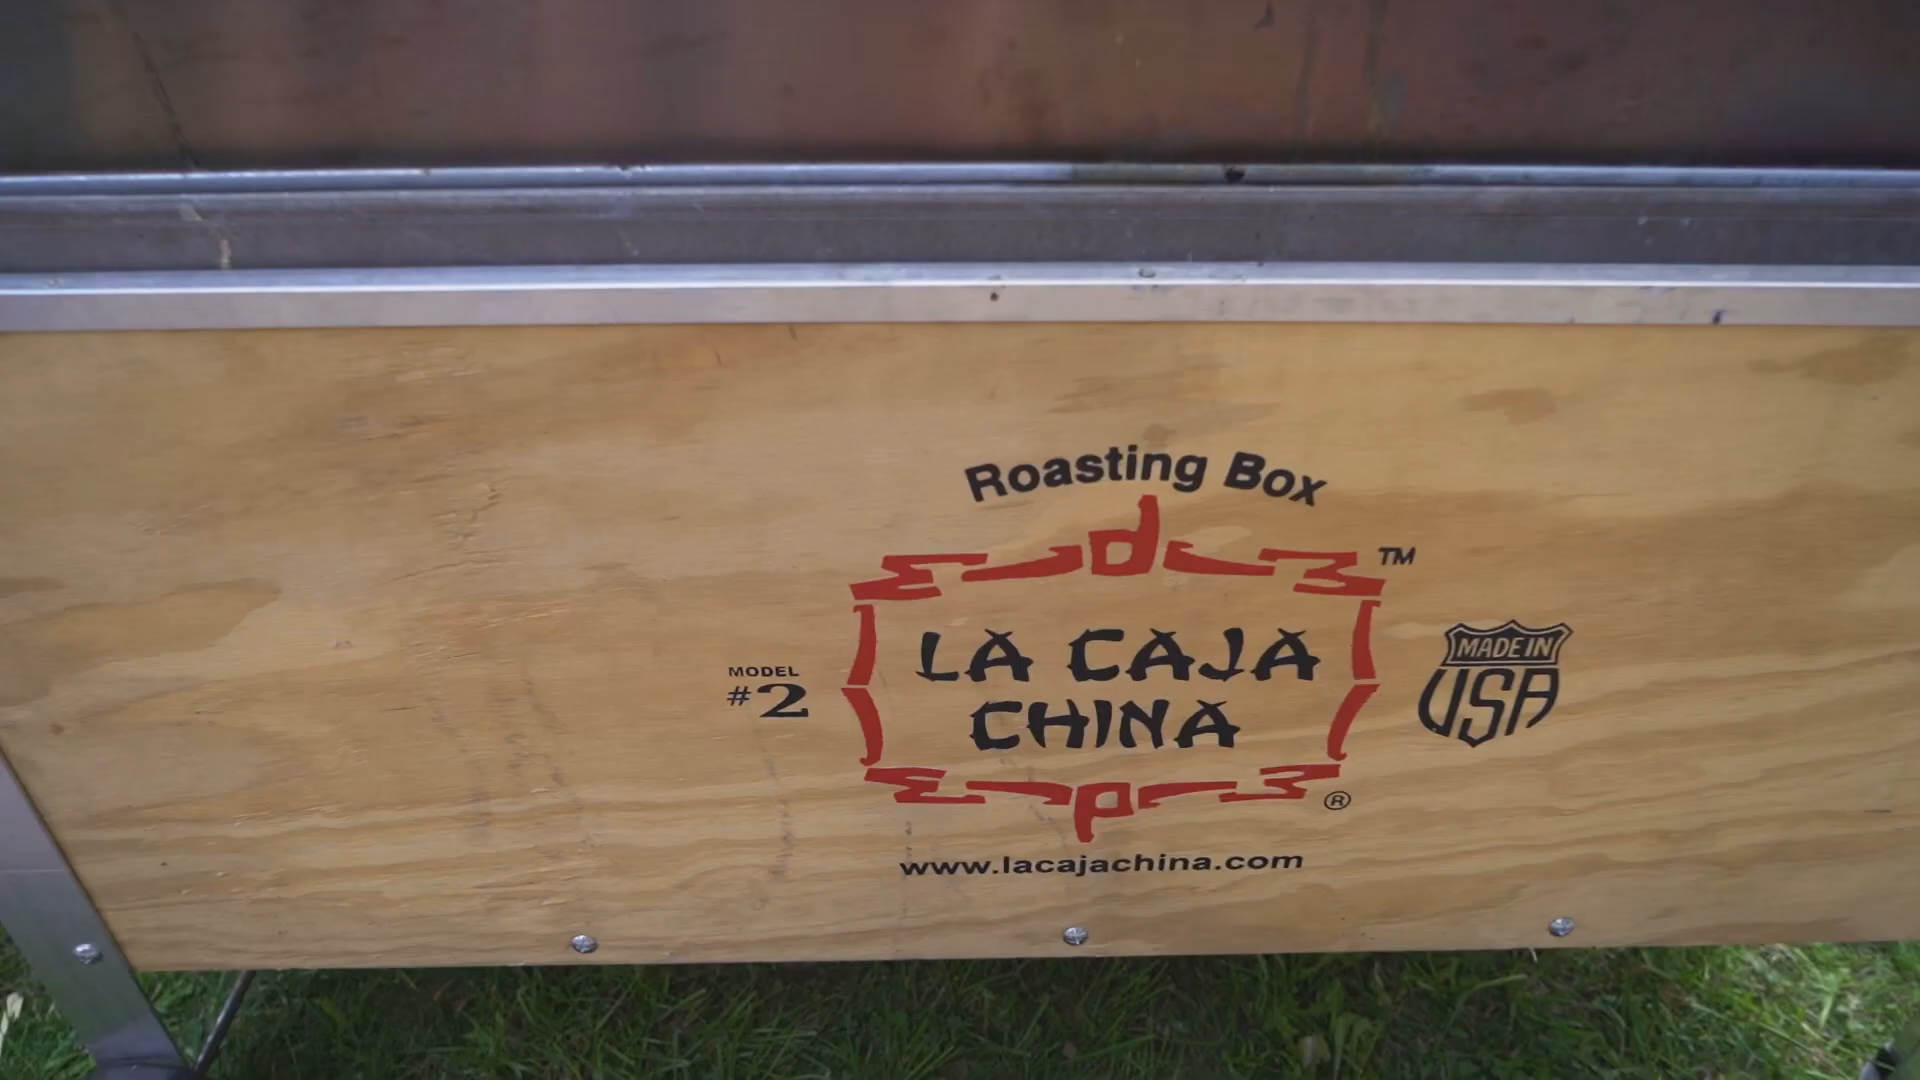 Roasting Box
TM
LA CAJA
CHINA
MODEL
#2
MADE IN
USA
®
www.lacajachina.com